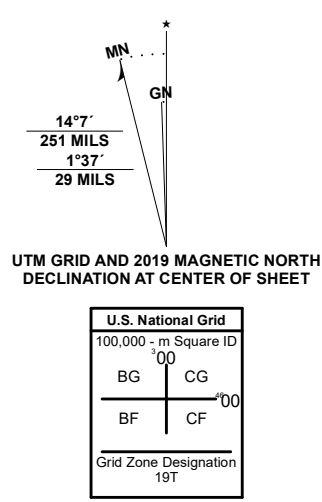 ★
MN
GN
14°7´
251 MILS
1°37´
29 MILS
UTM GRID AND 2019 MAGNETIC NORTH
DECLINATION AT CENTER OF SHEET
U.S. National Grid
100,000 - m Square ID
³00
BG CG
⁴⁶00
BF CF
Grid Zone Designation
19T